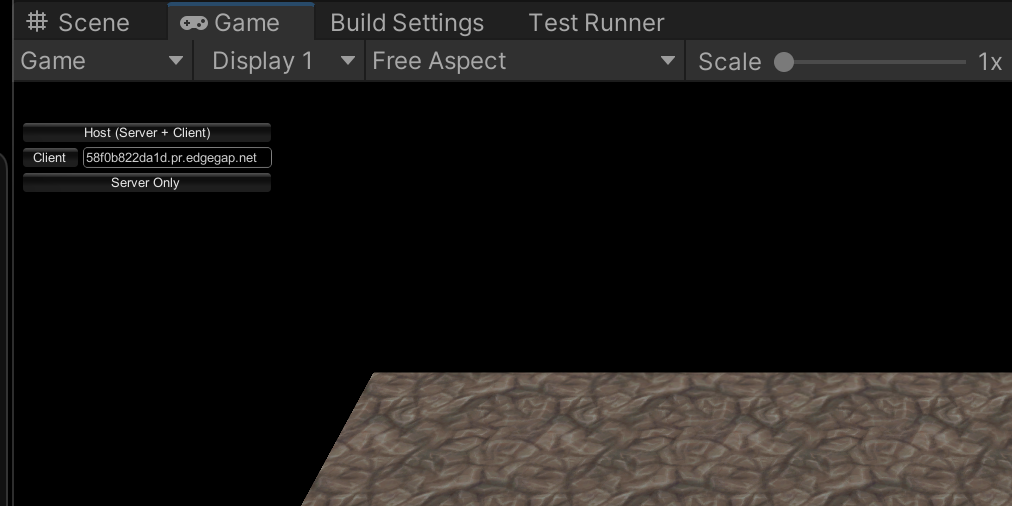 Scene Game Build Settings Test Runner
Game Display 1 Free Aspect Scale 1x
Host (Server + Client)
Client 58f0b822da1d.pr.edgegap.net
Server Only